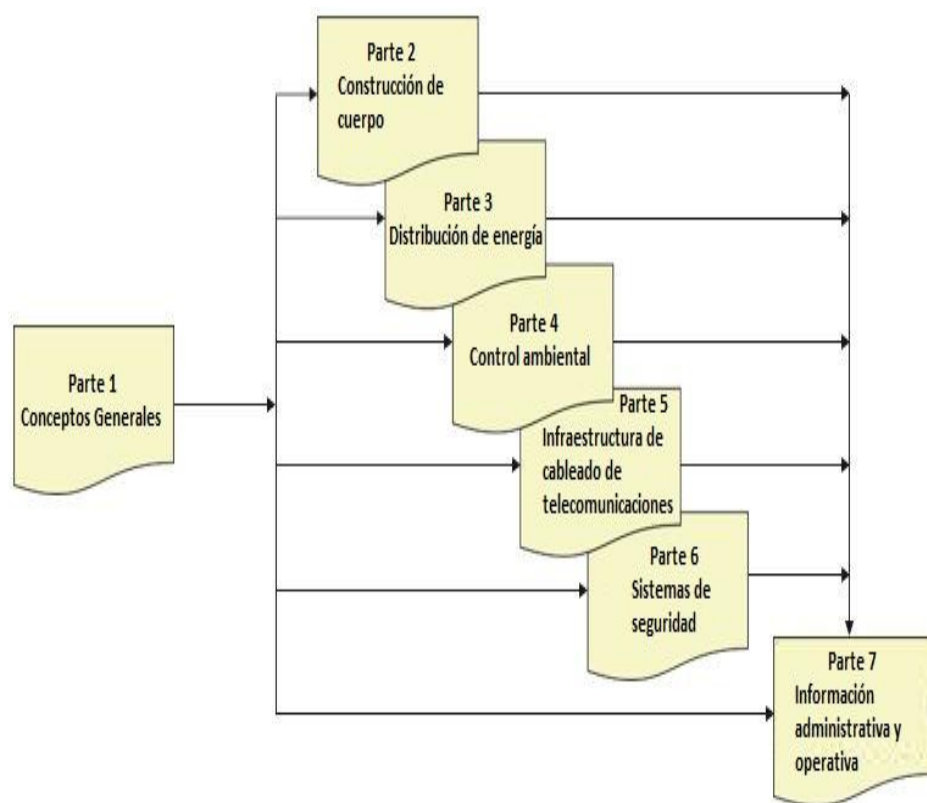 Parte 2
Construcción de
cuerpo
Parte 3
Distribución de energía
Parte 4
Control ambiental
Parte 1
Conceptos Generales
Parte 5
Infraestructura de
cableado de
telecomunicaciones
Parte 6
Sistemas de
seguridad
Parte 7
Información
administrativa y
operativa